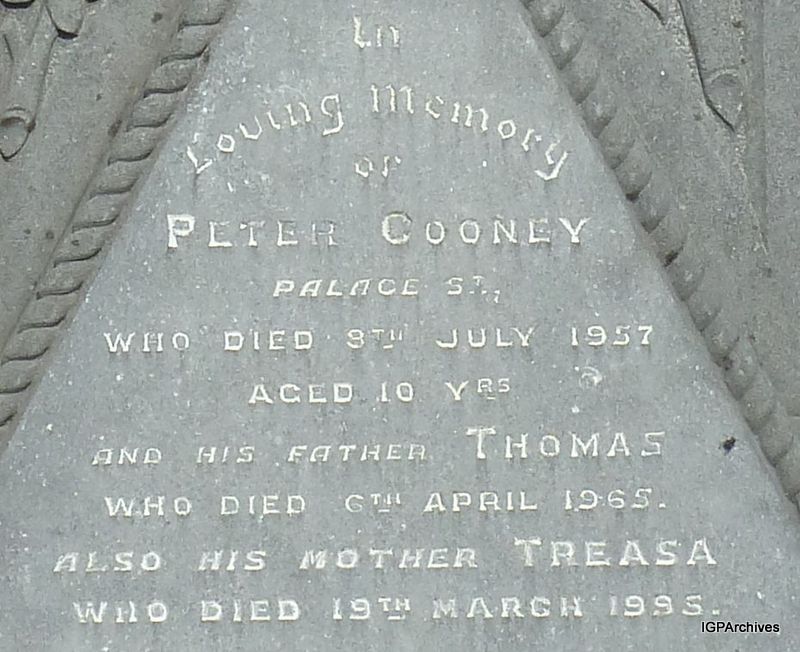 In
Loving Memory
OF
PETER COONEY
PALACE ST.,
WHO DIED 8TH JULY 1957
AGED 10 YRS
AND HIS FATHER THOMAS
WHO DIED 6TH APRIL 1965.
ALSO HIS MOTHER TREASA
WHO DIED 19TH MARCH 1995.
IGPArchives